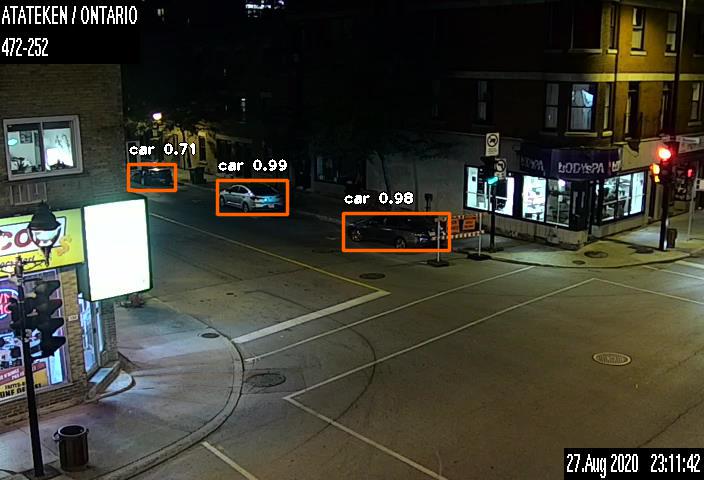 ATATEKEN / ONTARIO
472-252
car 0.71
car 0.99
car 0.98
BODYSPA
27.Aug 2020 23:11:42